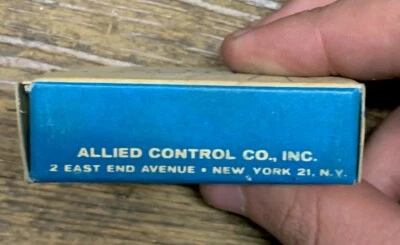 ALLIED CONTROL CO., INC.
2 EAST END AVENUE • NEW YORK 21, N.Y.